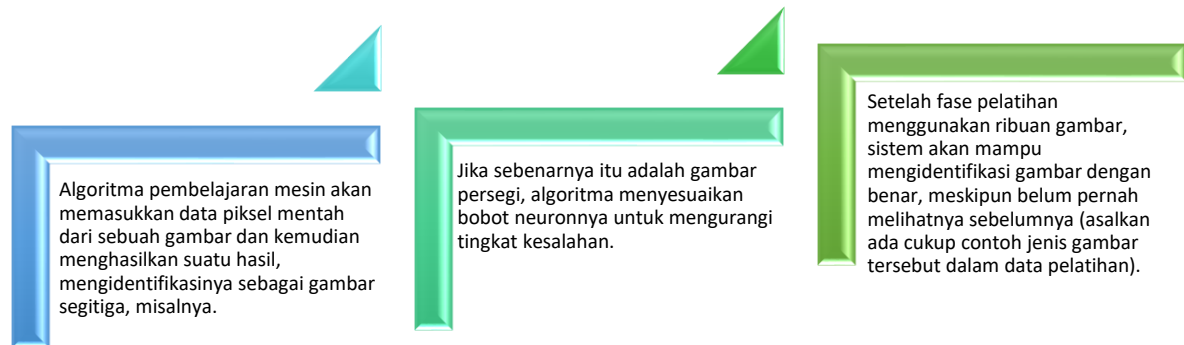 Algoritma pembelajaran mesin akan
memasukkan data piksel mentah
dari sebuah gambar dan kemudian
menghasilkan suatu hasil,
mengidentifikasinya sebagai gambar
segitiga, misalnya.
Jika sebenarnya itu adalah gambar
persegi, algoritma menyesuaikan
bobot neuronnya untuk mengurangi
tingkat kesalahan.
Setelah fase pelatihan
menggunakan ribuan gambar,
sistem akan mampu
mengidentifikasi gambar dengan
benar, meskipun belum pernah
melihatnya sebelumnya (asalkan
ada cukup contoh jenis gambar
tersebut dalam data pelatihan).